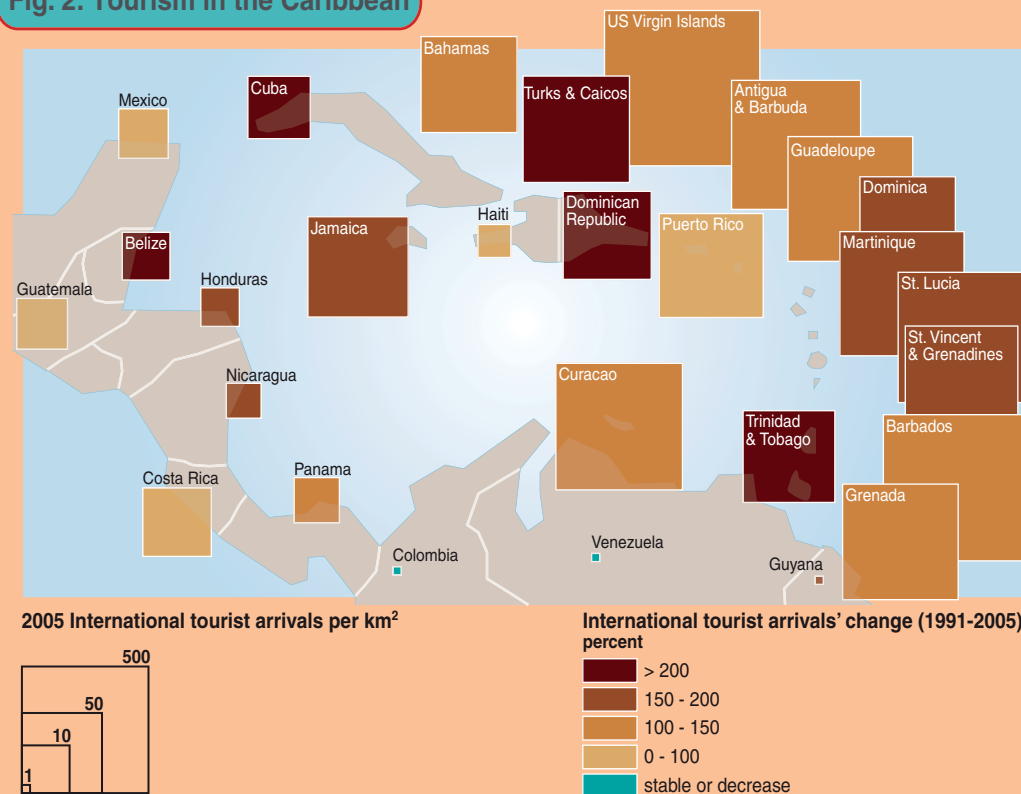 Fig. 2. Tourism in the Caribbean
US Virgin Islands
Bahamas
Cuba
Turks & Caicos
Antigua
& Barbuda
Mexico
Guadeloupe
Dominica
Dominican
Republic
Haiti
Puerto Rico
Jamaica
Belize
Martinique
Honduras
St. Lucia
Guatemala
St. Vincent
& Grenadines
Nicaragua
Curacao
Trinidad
& Tobago
Barbados
Costa Rica
Panama
Grenada
Colombia
Venezuela
Guyana
2005 International tourist arrivals per km²
500
50
10
1
International tourist arrivals' change (1991-2005)
percent
> 200
150 - 200
100 - 150
0 - 100
stable or decrease